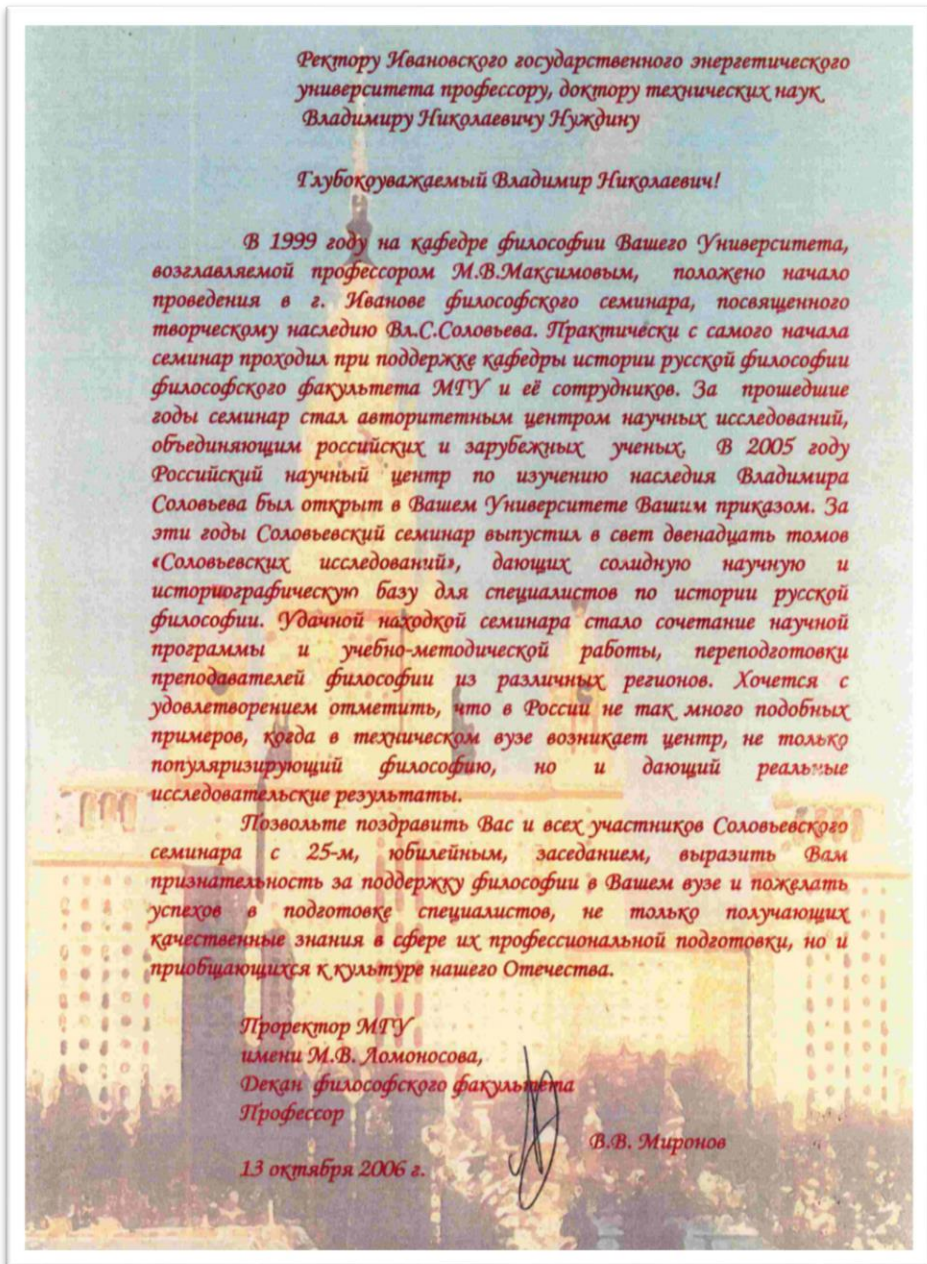 Ректору Ивановского государственного энергетического
университета профессору, доктору технических наук
Владимиру Николаевичу Нуждину
Глубокоуважаемый Владимир Николаевич!
В 1999 году на кафедре философии Вашего Университета,
возглавляемой профессором М.В.Максимовым, положено начало
проведения в г. Иванове философского семинара, посвященного
творческому наследию Вл.С.Соловьева. Практически с самого начала
семинар проходил при поддержке кафедры истории русской философии
философского факультета МГУ и её сотрудников. За прошедшие
годы семинар стал авторитетным центром научных исследований,
объединяющим российских и зарубежных ученых. В 2005 году
Российский научный центр по изучению наследия Владимира
Соловьева был открыт в Вашем Университете Вашим приказом. За
эти годы Соловьевский семинар выпустил в свет двенадцать томов
«Соловьевских исследований», дающих солидную научную и
историографическую базу для специалистов по истории русской
философии. Удачной находкой семинара стало сочетание научной
программы и учебно-методической работы, переподготовки
преподавателей философии из различных регионов. Хочется с
удовлетворением отметить, что в России не так много подобных
примеров, когда в техническом вузе возникает центр, не только
популяризирующий философию, но и дающий реальные
исследовательские результаты.
Позвольте поздравить Вас и всех участников Соловьевского
семинара с 25-м, юбилейным, заседанием, выразить Вам
признательность за поддержку философии в Вашем вузе и пожелать
успехов в подготовке специалистов, не только получающих
качественные знания в сфере их профессиональной подготовки, но и
приобщающихся к культуре нашего Отечества.
Проректор МГУ
имени М.В. Ломоносова,
Декан философского факультета
Профессор
В.В. Миронов
13 октября 2006 г.